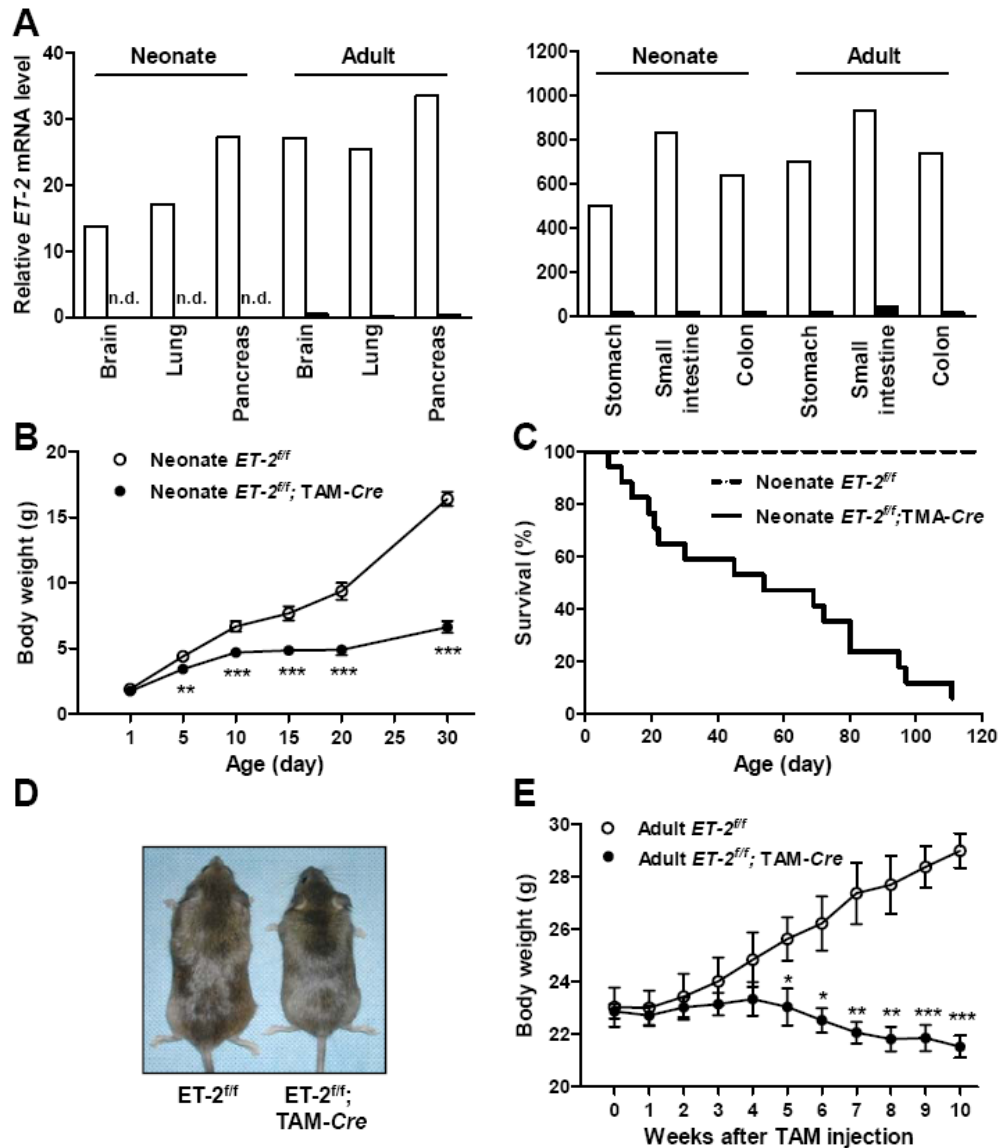 A
Neonate Adult
Neonate Adult
Relative ET-2 mRNA level
40
30
20
10
0
n.d. n.d. n.d.
Brain
Lung
Pancreas
Brain
Lung
Pancreas
1200
1000
800
600
400
200
0
Stomach
Small
intestine
Colon
Stomach
Small
intestine
Colon
B
Neonate ET-2f/f
Neonate ET-2f/f; TAM-Cre
Body weight (g)
20
15
10
5
0
** *** *** *** ***
1 5 10 15 20 25 30
Age (day)
C
Noenate ET-2f/f
Neonate ET-2f/f;TMA-Cre
Survival (%)
100
80
60
40
20
0
0 20 40 60 80 100 120
Age (day)
D
ET-2f/f
ET-2f/f;
TAM-Cre
E
Adult ET-2f/f
Adult ET-2f/f; TAM-Cre
Body weight (g)
30
28
26
24
22
20
* * ** ** *** ***
0 1 2 3 4 5 6 7 8 9 10
Weeks after TAM injection